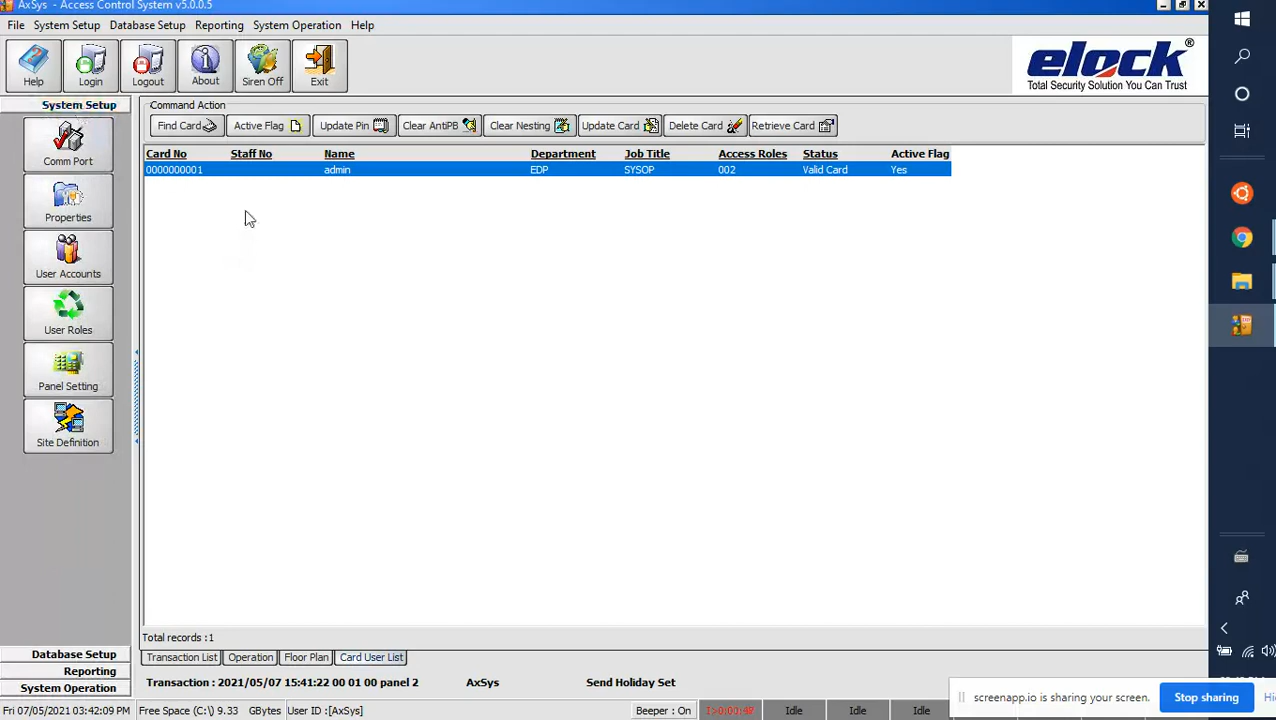 AxSys - Access Control System v5.0.0.5
File System Setup Database Setup Reporting System Operation Help
Help Login Logout About Siren Off Exit
elock®
Total Security Solution You Can Trust
System Setup
Comm Port
Properties
User Accounts
User Roles
Panel Setting
Site Definition
Database Setup
Reporting
System Operation
Command Action
Find Card Active Flag Update Pin Clear AntiPB Clear Nesting Update Card Delete Card Retrieve Card
Card No Staff No Name Department Job Title Access Roles Status Active Flag
0000000001 admin EDP SYSOP 002 Valid Card Yes
Total records :1
Transaction List Operation Floor Plan Card User List
Transaction : 2021/05/07 15:41:22 00 01 00 panel 2 AxSys Send Holiday Set
screenapp.io is sharing your screen. Stop sharing
Fri 07/05/2021 03:42:09 PM Free Space (C:\) 9.33 GBytes User ID :[AxSys] Beeper : On Idle Idle Idle